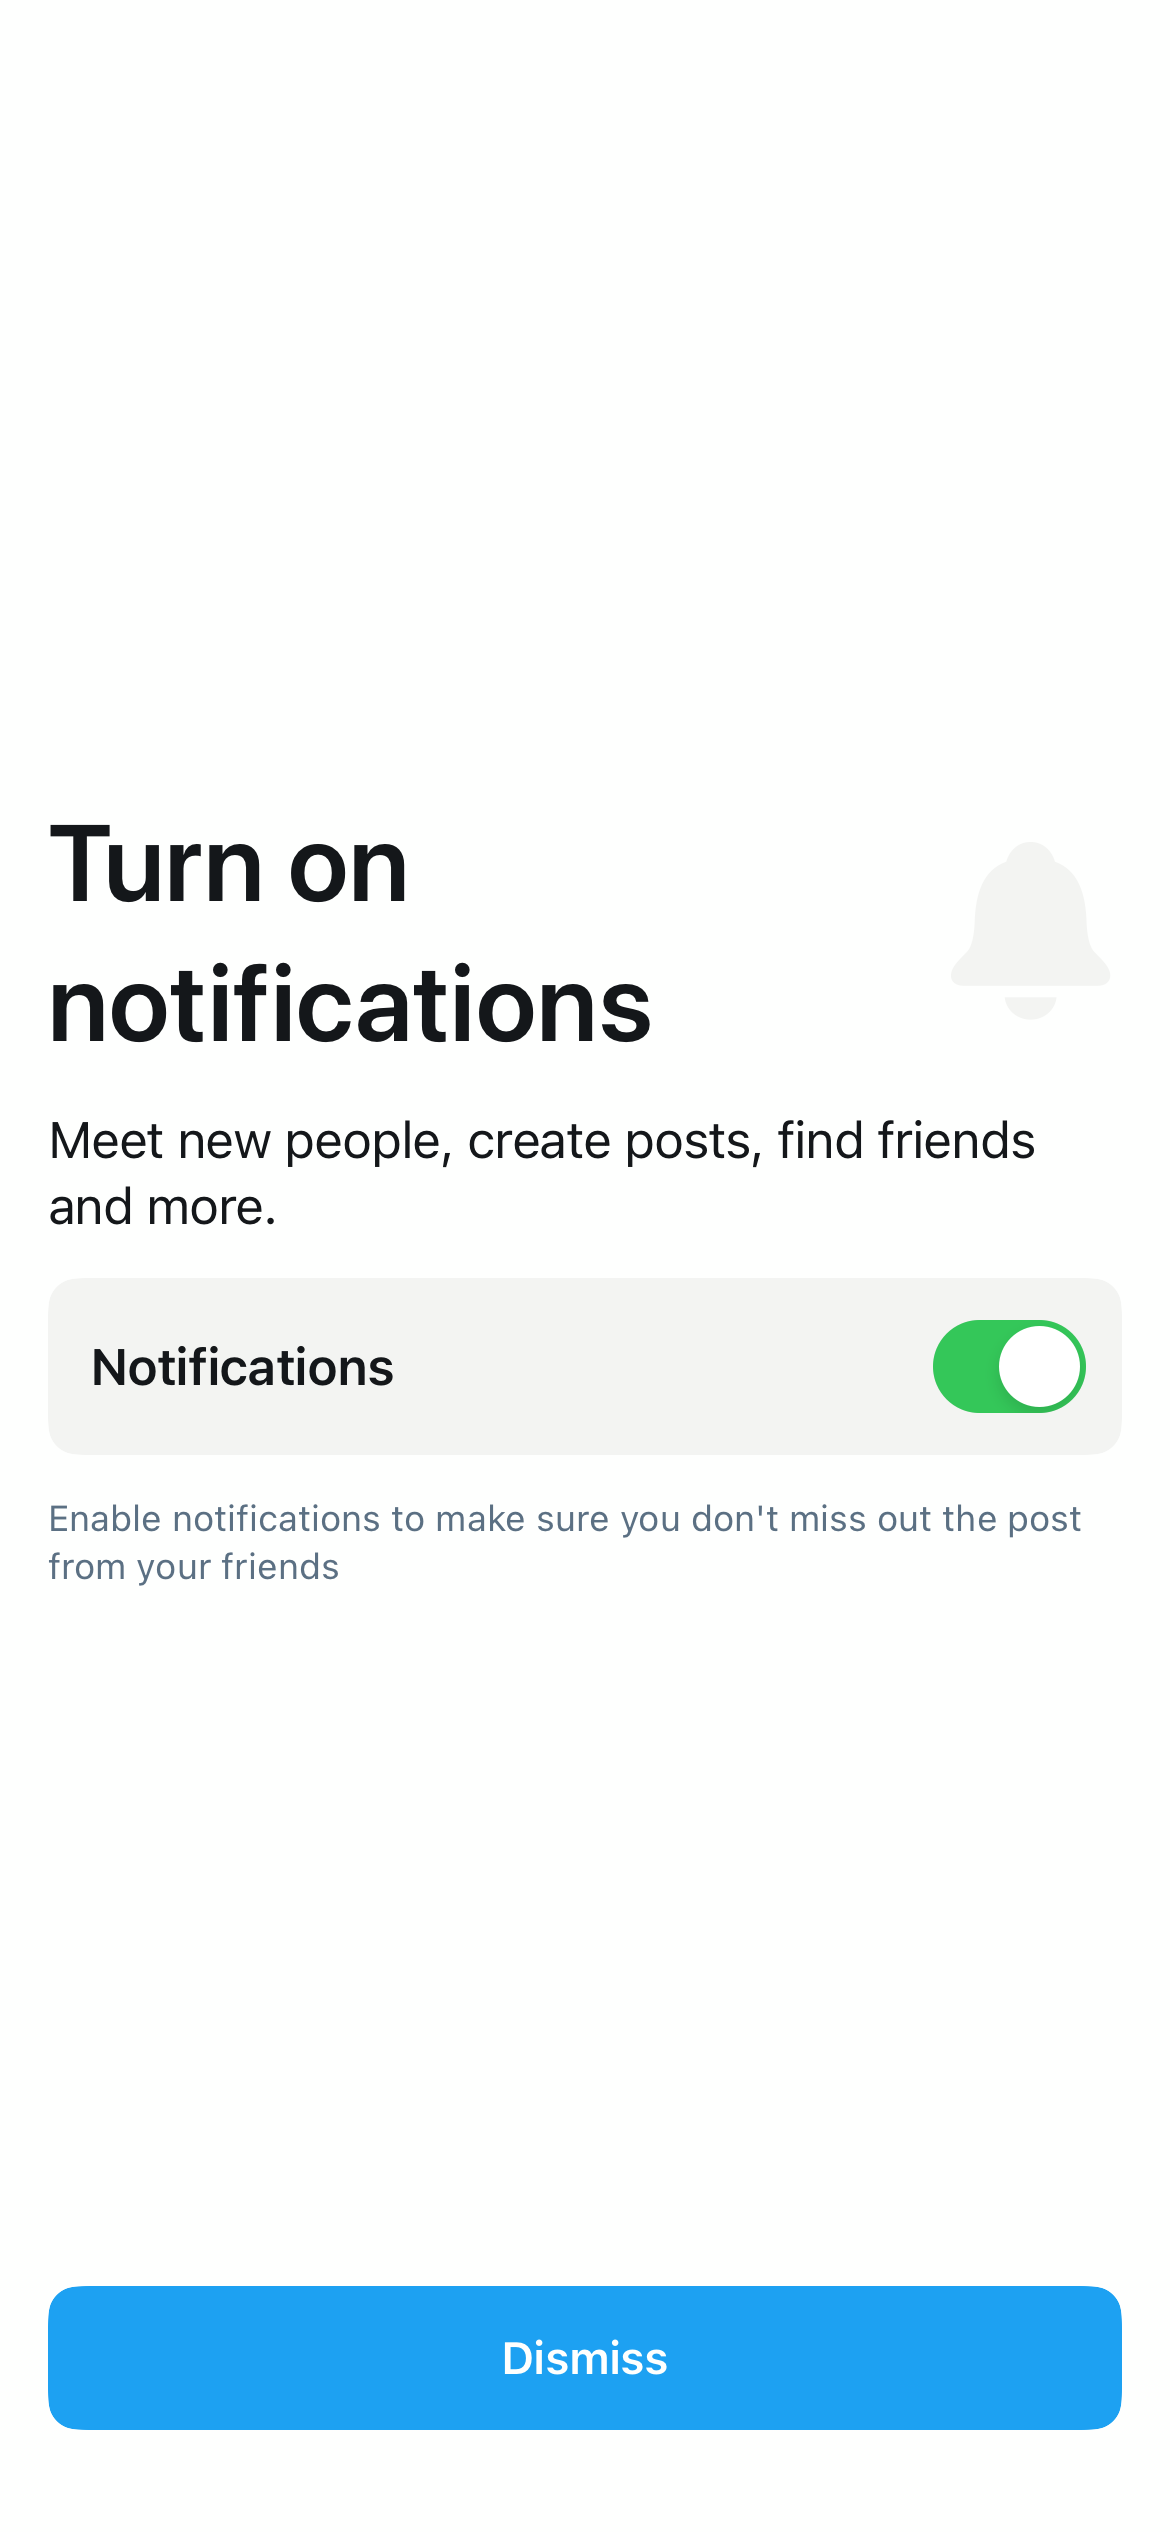 Turn on
notifications
Meet new people, create posts, find friends
and more.
Notifications
Enable notifications to make sure you don't miss out the post
from your friends
Dismiss